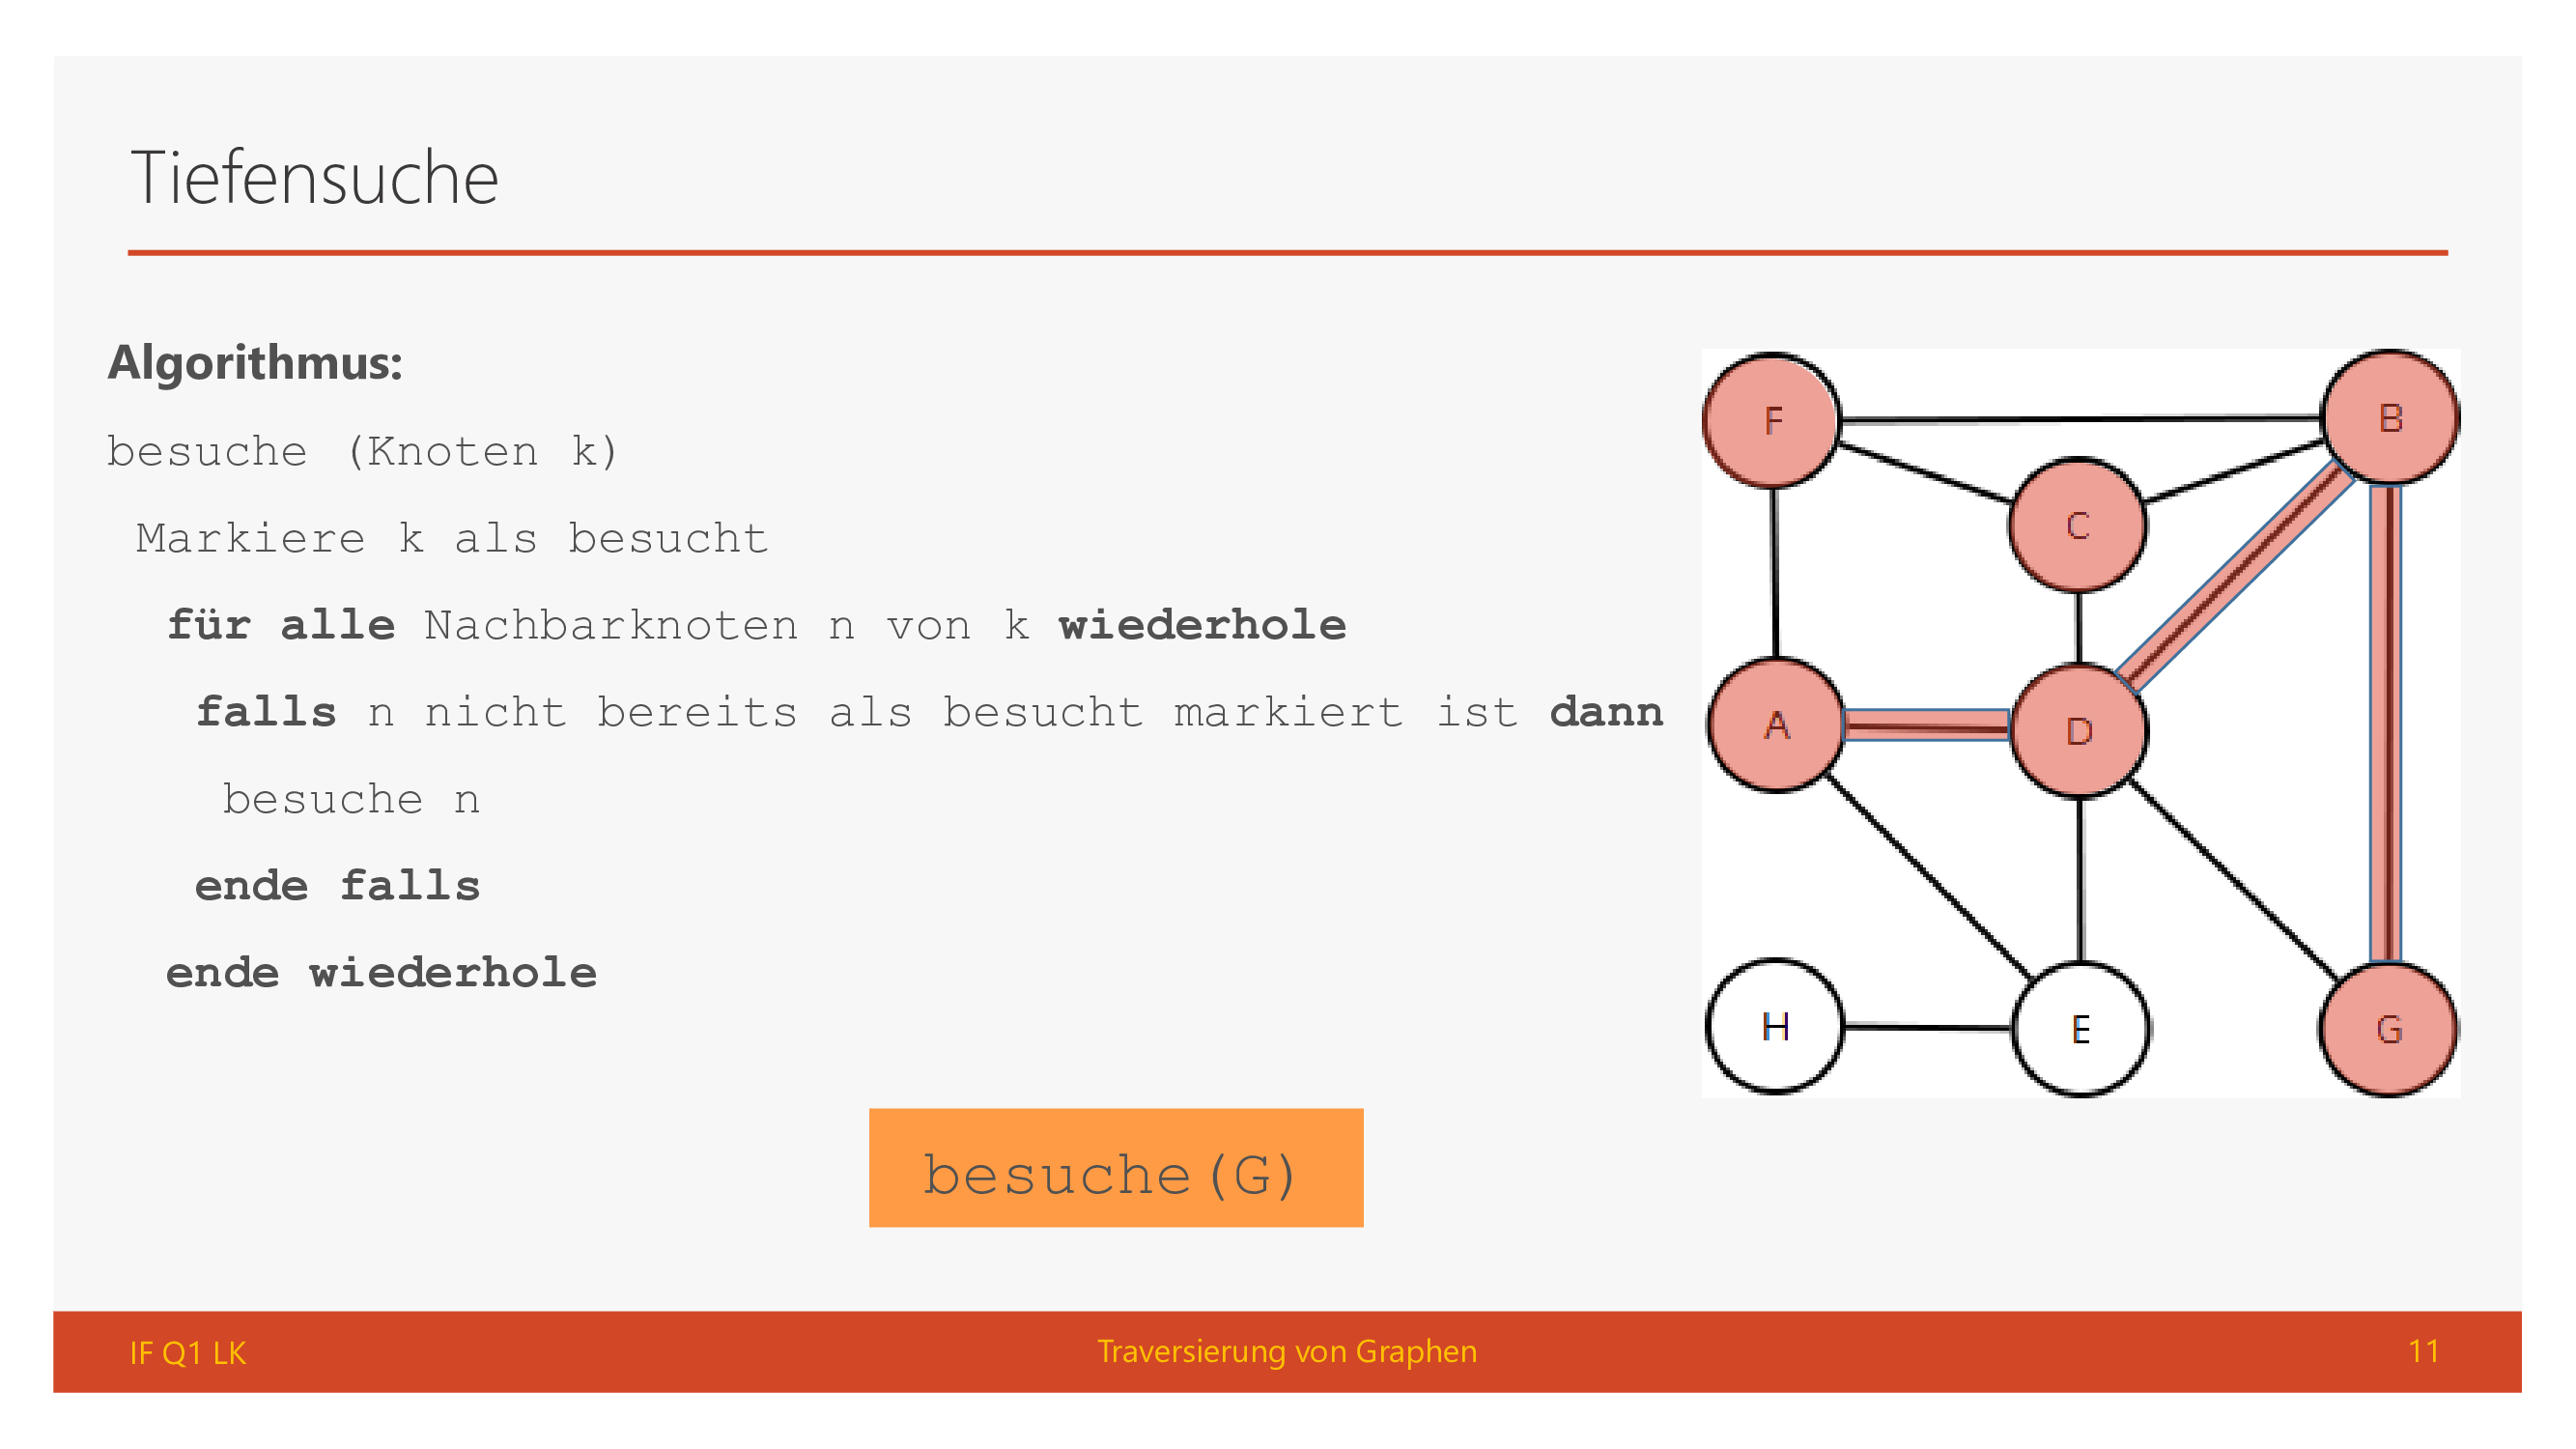 Tiefensuche
Algorithmus:
besuche (Knoten k)
Markiere k als besucht
für alle Nachbarknoten n von k wiederhole
falls n nicht bereits als besucht markiert ist dann
besuche n
ende falls
ende wiederhole
F
B
C
A
D
H
E
G
besuche(G)
IF Q1 LK
Traversierung von Graphen
11